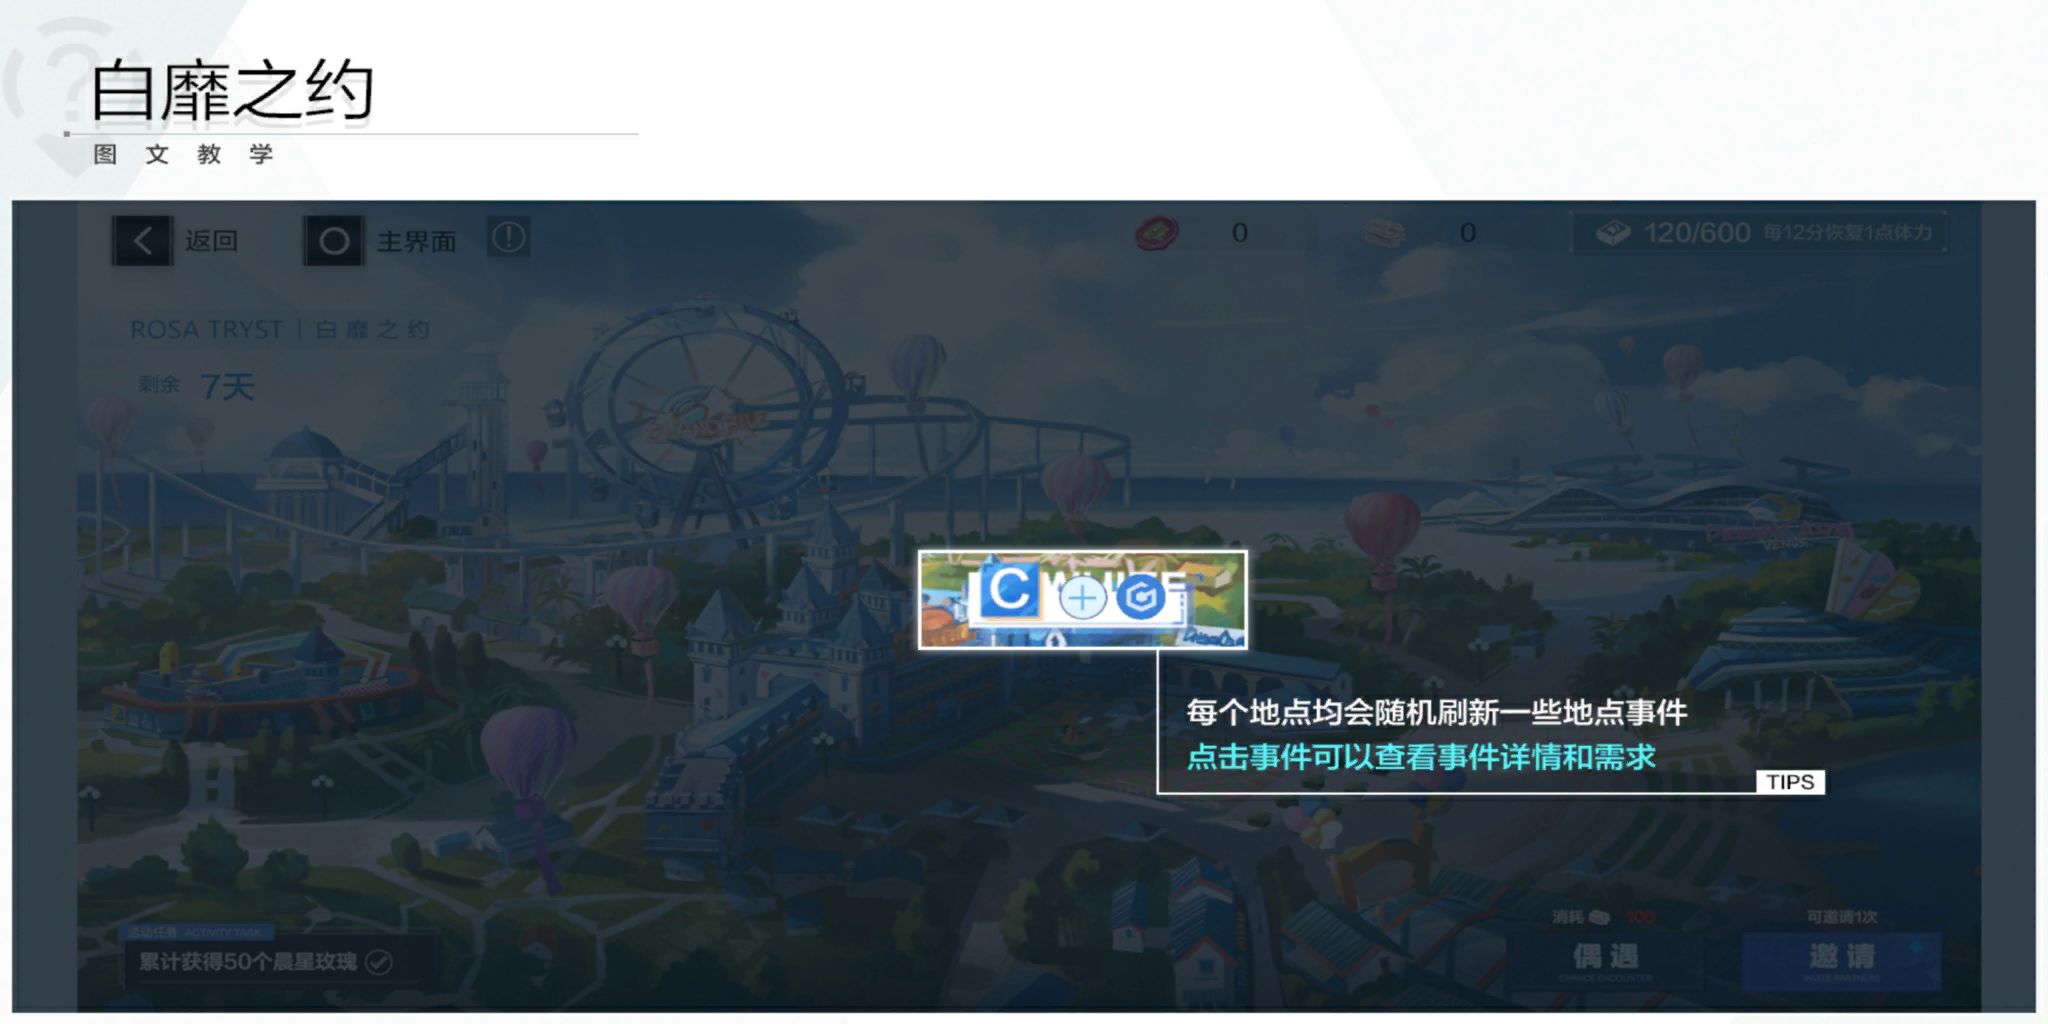 白靡之约
图文教学
返回
主界面
0
0
120/600 每12分恢复1点体力
ROSA TRYST | 白靡之约
剩余 7天
C
每个地点均会随机刷新一些地点事件
点击事件可以查看事件详情和需求
TIPS
活动任务 ACTIVITY TASK
累计获得50个晨星玫瑰
消耗 100
偶遇
CHANCE ENCOUNTER
可邀请1次
邀请
INVITE PARTNERS